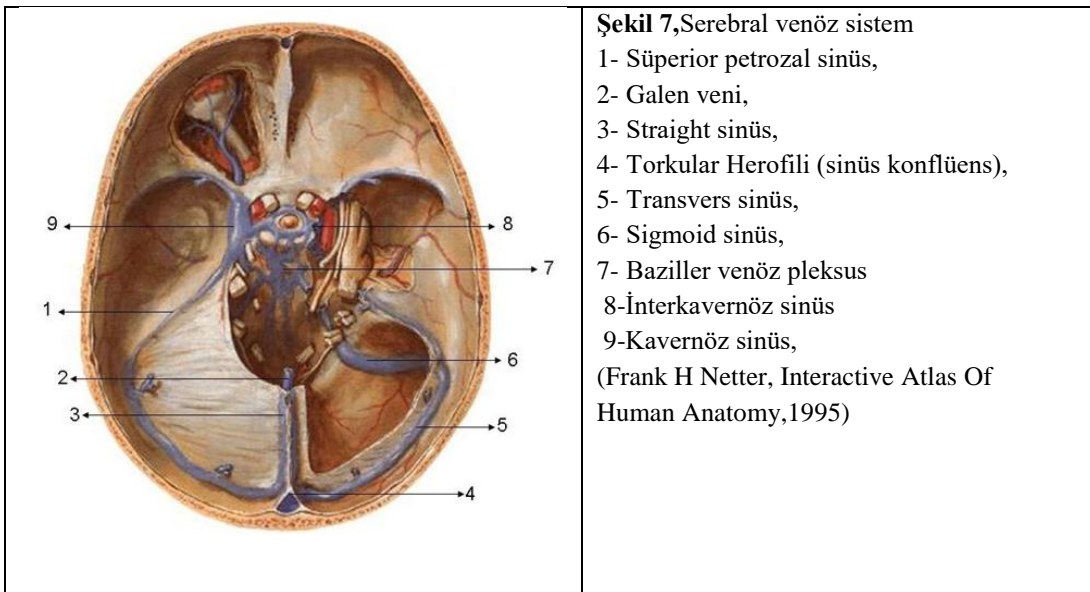 9
8
7
1
6
2
3
5
4
Şekil 7,Serebral venöz sistem
1- Süperior petrozal sinüs,
2- Galen veni,
3- Straight sinüs,
4- Torkular Herofili (sinüs konflüens),
5- Transvers sinüs,
6- Sigmoid sinüs,
7- Baziller venöz pleksus
8-İnterkavernöz sinüs
9-Kavernöz sinüs,
(Frank H Netter, Interactive Atlas Of
Human Anatomy,1995)